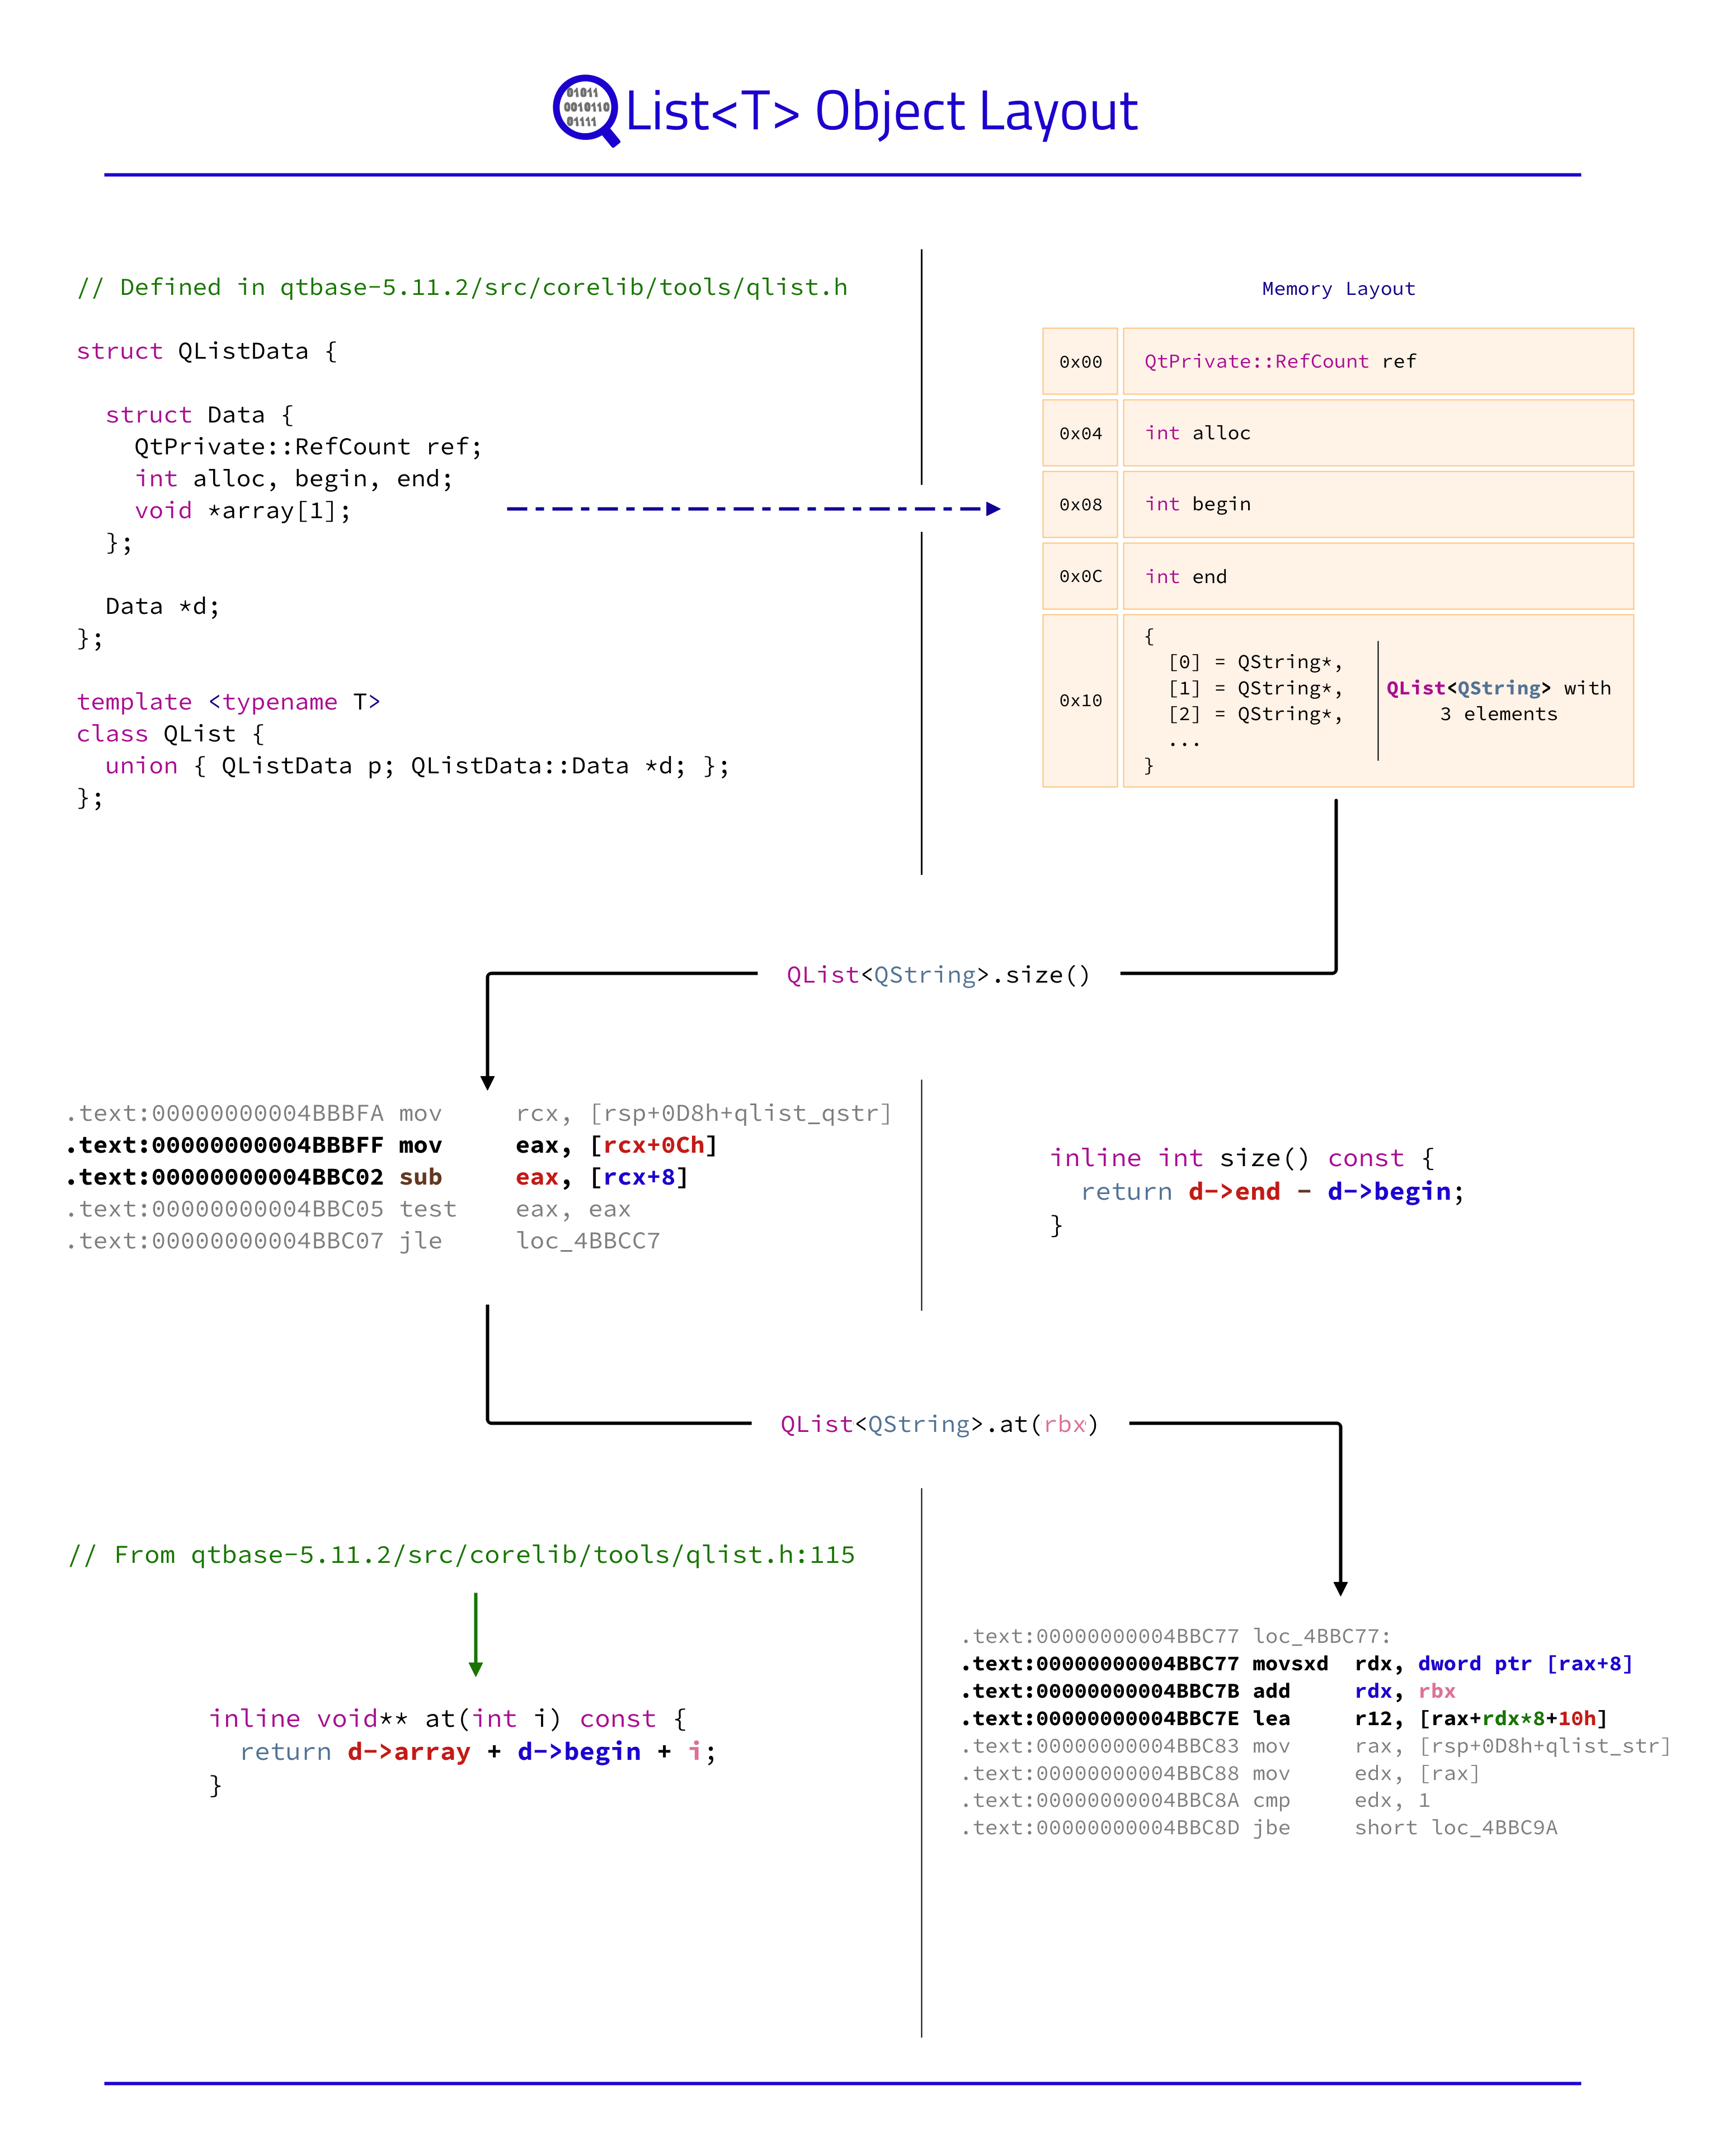 01011
0010110
01111
List<T> Object Layout
// Defined in qtbase-5.11.2/src/corelib/tools/qlist.h
struct QListData {
struct Data {
QtPrivate::RefCount ref;
int alloc, begin, end;
void *array[1];
};
Data *d;
};
template <typename T>
class QList {
union { QListData p; QListData::Data *d; };
};
Memory Layout
0x00 QtPrivate::RefCount ref
0x04 int alloc
0x08 int begin
0x0C int end
0x10
{
[0] = QString*,
[1] = QString*,
[2] = QString*,
...
}
QList<QString> with
3 elements
QList<QString>.size()
.text:00000000004BBBFA mov rcx, [rsp+0D8h+qlist_qstr]
.text:00000000004BBBFF mov eax, [rcx+0Ch]
.text:00000000004BBC02 sub eax, [rcx+8]
.text:00000000004BBC05 test eax, eax
.text:00000000004BBC07 jle loc_4BBCC7
inline int size() const {
return d->end - d->begin;
}
QList<QString>.at(rbx)
// From qtbase-5.11.2/src/corelib/tools/qlist.h:115
inline void** at(int i) const {
return d->array + d->begin + i;
}
.text:00000000004BBC77 loc_4BBC77:
.text:00000000004BBC77 movsxd rdx, dword ptr [rax+8]
.text:00000000004BBC7B add rdx, rbx
.text:00000000004BBC7E lea r12, [rax+rdx*8+10h]
.text:00000000004BBC83 mov rax, [rsp+0D8h+qlist_str]
.text:00000000004BBC88 mov edx, [rax]
.text:00000000004BBC8A cmp edx, 1
.text:00000000004BBC8D jbe short loc_4BBC9A